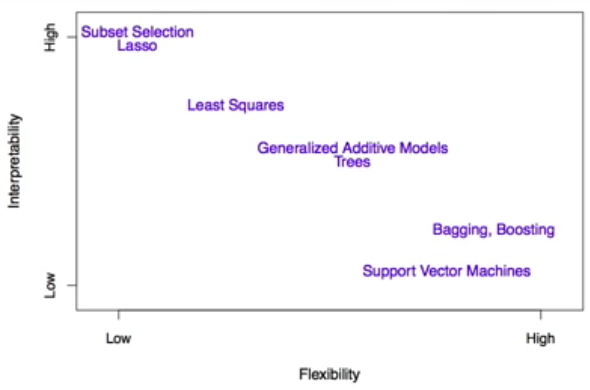 High
Interpretability
Low
Subset Selection
Lasso
Least Squares
Generalized Additive Models
Trees
Bagging, Boosting
Support Vector Machines
Low
High
Flexibility